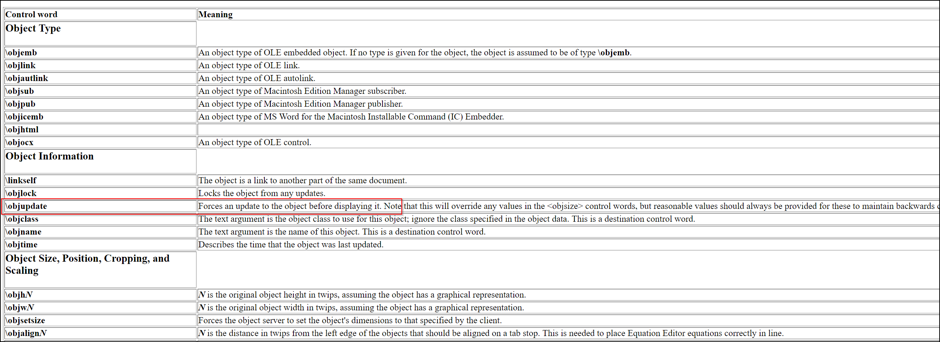 Control word Meaning
Object Type
\objemb An object type of OLE embedded object. If no type is given for the object, the object is assumed to be of type \objemb.
\objlink An object type of OLE link.
\objautlink An object type of OLE autolink.
\objsub An object type of Macintosh Edition Manager subscriber.
\objpub An object type of Macintosh Edition Manager publisher.
\objicemb An object type of MS Word for the Macintosh Installable Command (IC) Embedder.
\objhtml
\objocx An object type of OLE control.
Object Information
\linkself The object is a link to another part of the same document.
\objlock Locks the object from any updates.
\objupdate Forces an update to the object before displaying it. Note that this will override any values in the <objsize> control words, but reasonable values should always be provided for these to maintain backwards c
\objclass The text argument is the object class to use for this object; ignore the class specified in the object data. This is a destination control word.
\objname The text argument is the name of this object. This is a destination control word.
\objtime Describes the time that the object was last updated.
Object Size, Position, Cropping, and
Scaling
\objhN N is the original object height in twips, assuming the object has a graphical representation.
\objwN N is the original object width in twips, assuming the object has a graphical representation.
\objsetsize Forces the object server to set the object's dimensions to that specified by the client.
\objalignN N is the distance in twips from the left edge of the objects that should be aligned on a tab stop. This is needed to place Equation Editor equations correctly in line.